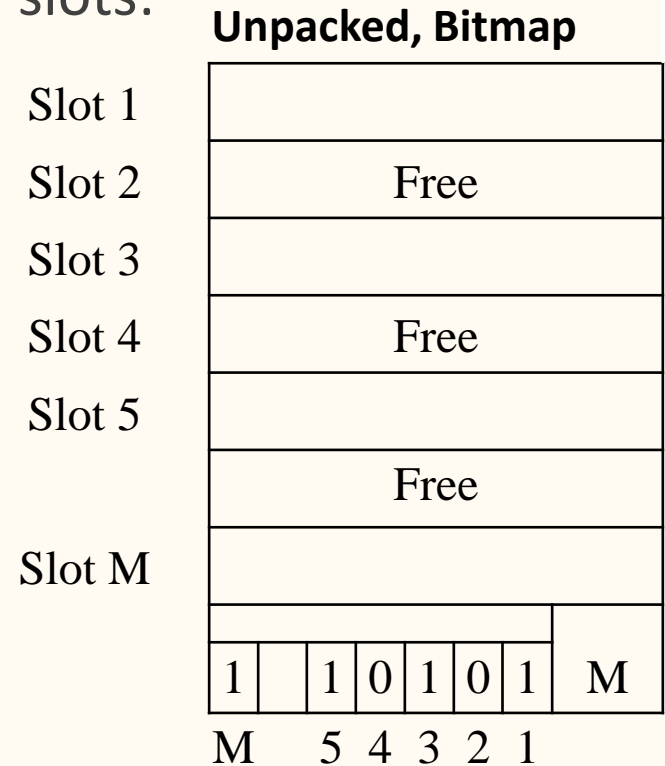 slots.
Unpacked, Bitmap
Slot 1
Slot 2 Free
Slot 3
Slot 4 Free
Slot 5
Free
Slot M
1 1 0 1 0 1 M
M 5 4 3 2 1